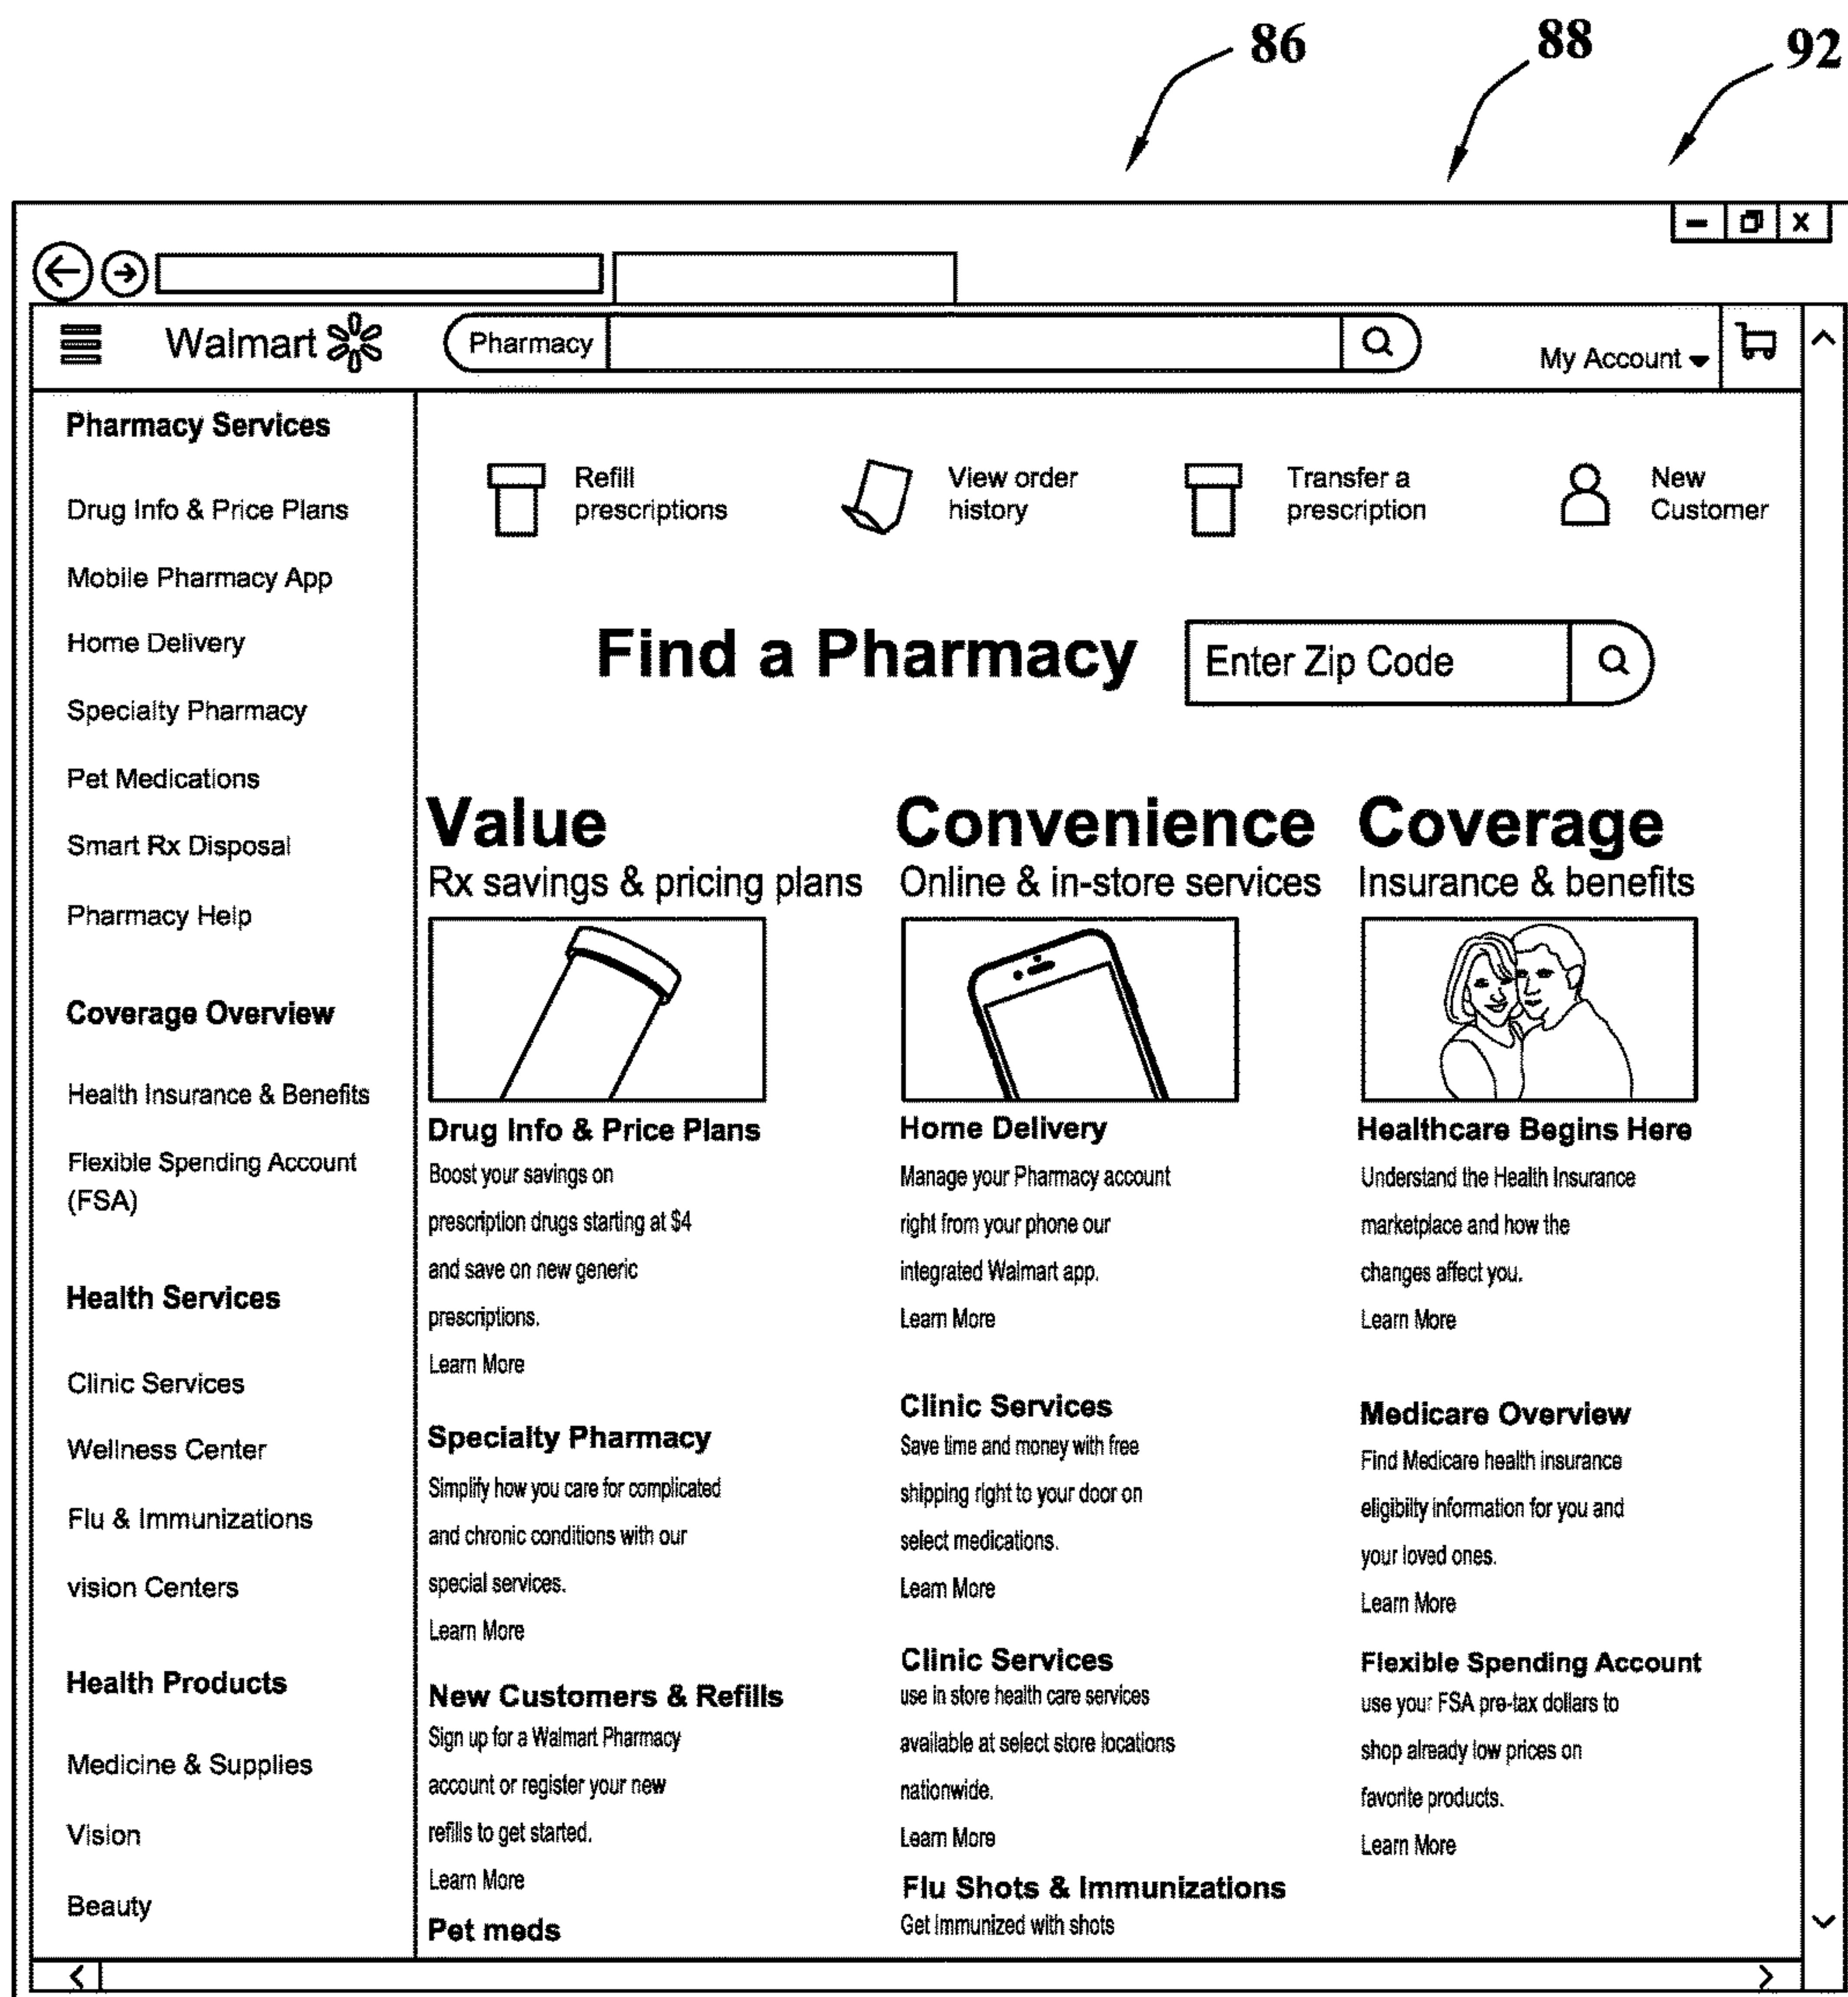 86
88
92
Walmart
Pharmacy
My Account
Pharmacy Services
Drug Info & Price Plans
Mobile Pharmacy App
Home Delivery
Specialty Pharmacy
Pet Medications
Smart Rx Disposal
Pharmacy Help
Coverage Overview
Health Insurance & Benefits
Flexible Spending Account
(FSA)
Health Services
Clinic Services
Wellness Center
Flu & Immunizations
vision Centers
Health Products
Medicine & Supplies
Vision
Beauty
Refill
prescriptions
View order
history
Transfer a
prescription
New
Customer
Find a Pharmacy
Enter Zip Code
Value
Rx savings & pricing plans
Drug Info & Price Plans
Boost your savings on
prescription drugs starting at $4
and save on new generic
prescriptions.
Learn More
Specialty Pharmacy
Simplify how you care for complicated
and chronic conditions with our
special services.
Learn More
New Customers & Refills
Sign up for a Walmart Pharmacy
account or register your new
refills to get started.
Learn More
Pet meds
Convenience
Online & in-store services
Home Delivery
Manage your Pharmacy account
right from your phone our
integrated Walmart app.
Learn More
Clinic Services
Save time and money with free
shipping right to your door on
select medications.
Learn More
Clinic Services
use in store health care services
available at select store locations
nationwide.
Learn More
Flu Shots & Immunizations
Get Immunized with shots
Coverage
Insurance & benefits
Healthcare Begins Here
Understand the Health Insurance
marketplace and how the
changes affect you.
Learn More
Medicare Overview
Find Medicare health insurance
eligibilty information for you and
your loved ones.
Learn More
Flexible Spending Account
use your FSA pre-tax dollars to
shop already low prices on
favorite products.
Learn More